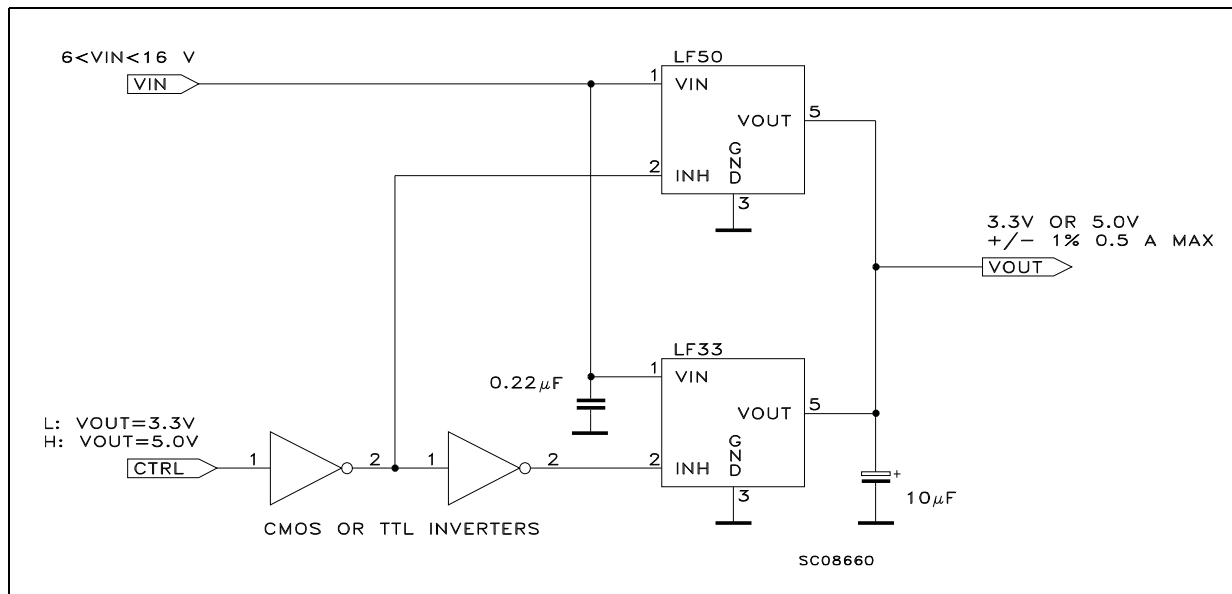 6<VIN<16 V
VIN
LF50
1
VIN
VOUT
5
2
INH
GND
3
3.3V OR 5.0V
+/- 1% 0.5 A MAX
VOUT
LF33
1
VIN
0.22µF
VOUT
5
L: VOUT=3.3V
H: VOUT=5.0V
CTRL
1
2
1
2
2
INH
GND
3
+
10µF
CMOS OR TTL INVERTERS
SC08660